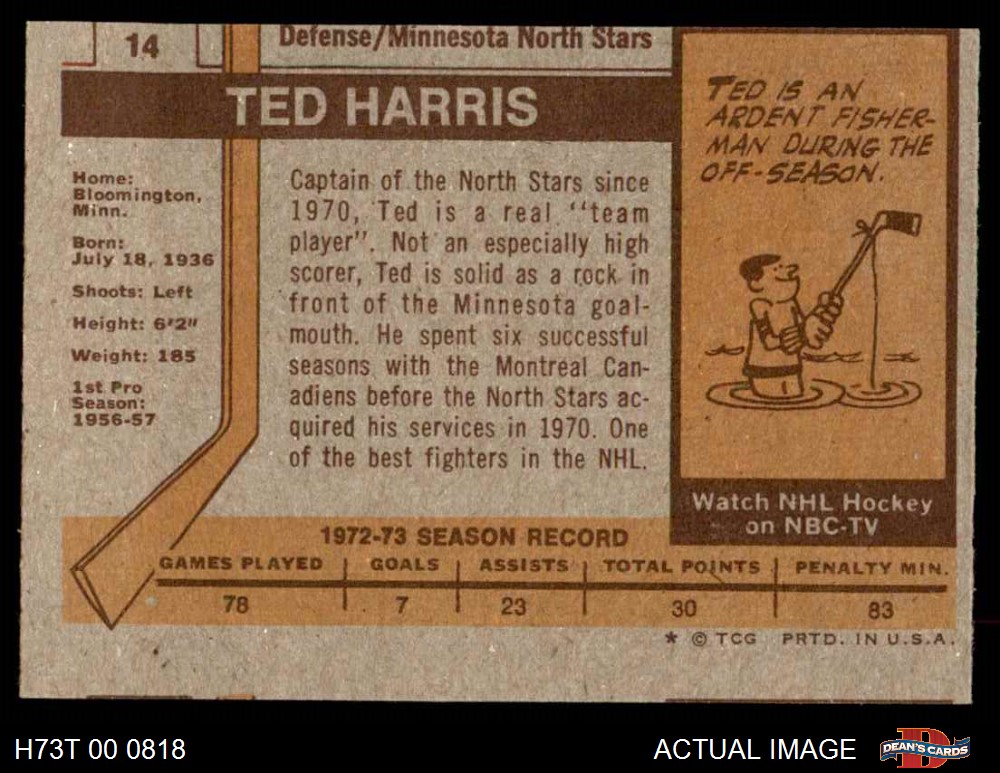 14
Defense/Minnesota North Stars
TED HARRIS
Home:
Bloomington,
Minn.
Born:
July 18, 1936
Shoots: Left
Height: 6'2"
Weight: 185
1st Pro
Season:
1956-57
Captain of the North Stars since
1970, Ted is a real "team
player". Not an especially high
scorer, Ted is solid as a rock in
front of the Minnesota goal-
mouth. He spent six successful
seasons with the Montreal Can-
adiens before the North Stars ac-
quired his services in 1970. One
of the best fighters in the NHL.
TED IS AN
ARDENT FISHER-
MAN DURING THE
OFF-SEASON.
Watch NHL Hockey
on NBC-TV
1972-73 SEASON RECORD
GAMES PLAYED GOALS ASSISTS TOTAL POINTS PENALTY MIN.
78 7 23 30 83
* © TCG PRTD. IN U.S.A.
H73T 00 0818
ACTUAL IMAGE
DEAN'S CARDS